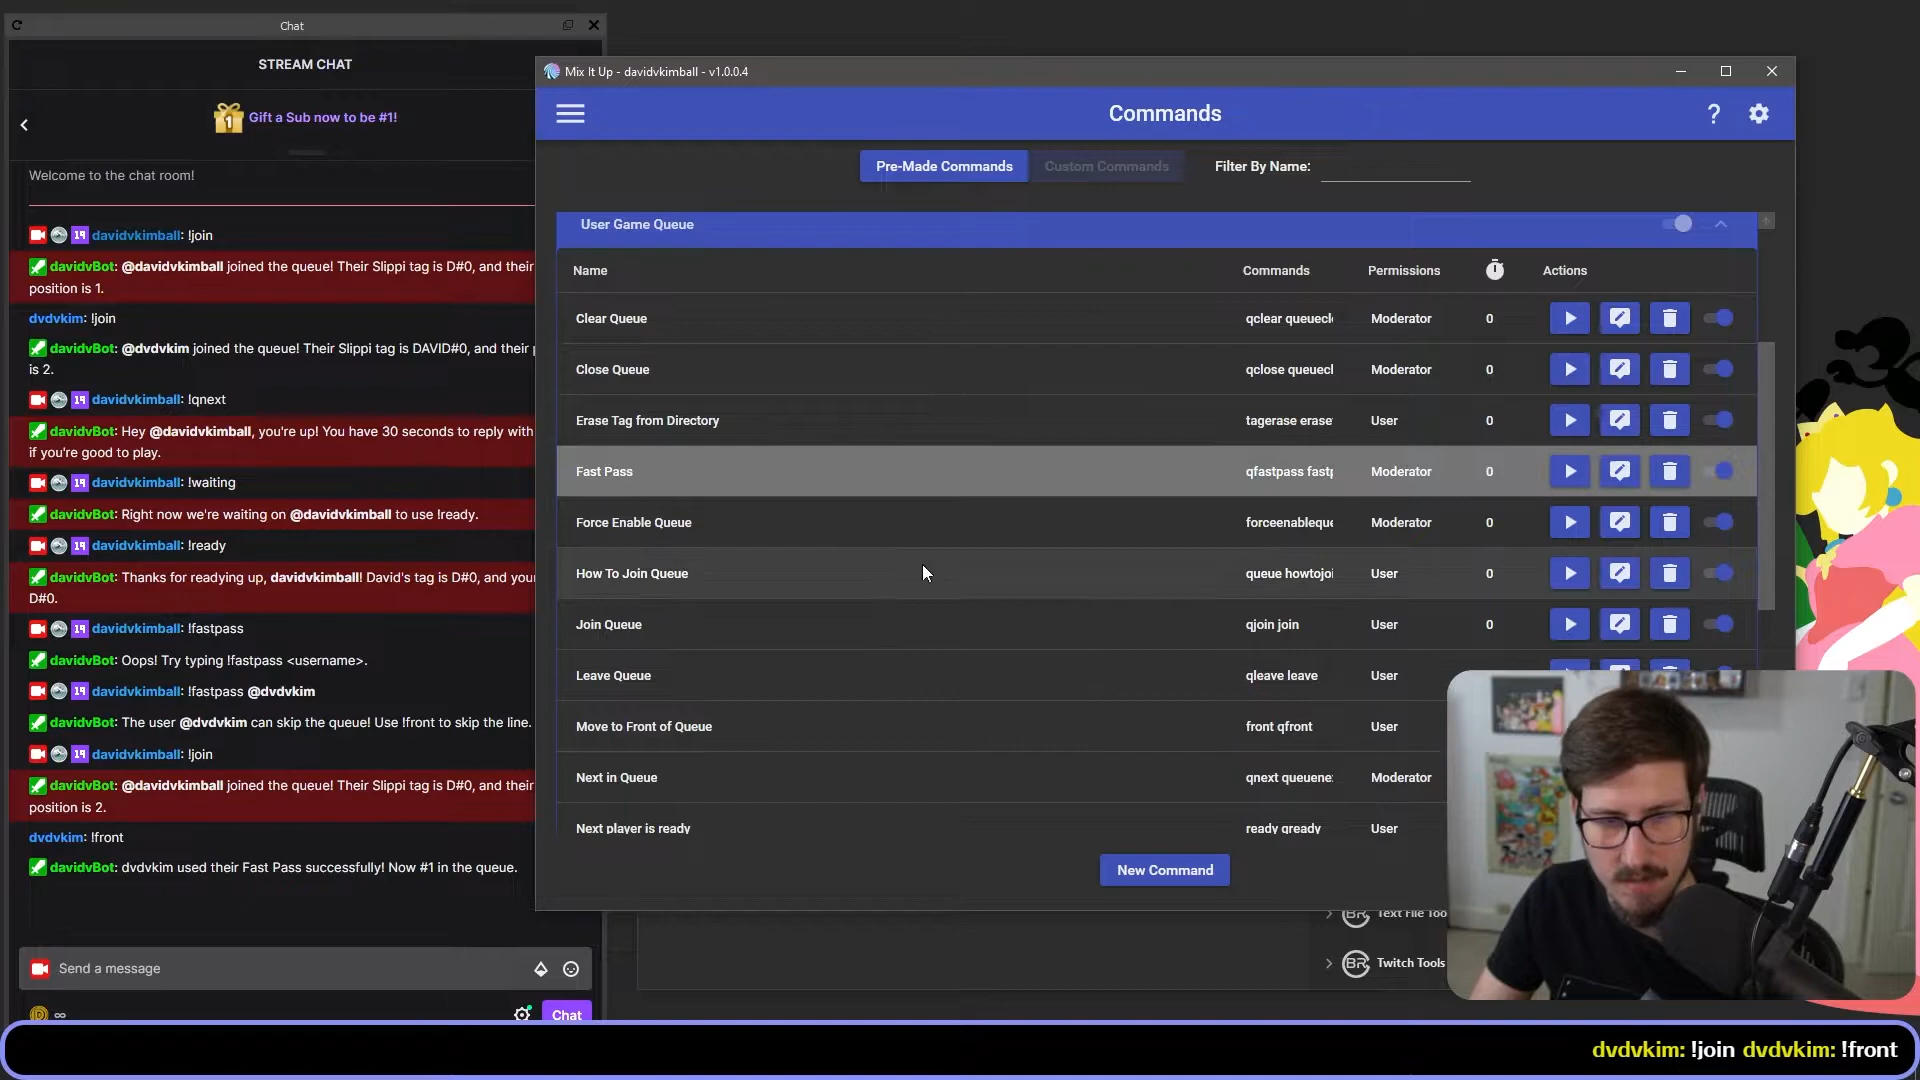 Chat
STREAM CHAT
1
Gift a Sub now to be #1!
Welcome to the chat room!
19 davidvkimball: !join
davidvBot: @davidvkimball joined the queue! Their Slippi tag is D#0, and their
position is 1.
dvdvkim: !join
davidvBot: @dvdvkim joined the queue! Their Slippi tag is DAVID#0, and their
is 2.
19 davidvkimball: !qnext
davidvBot: Hey @davidvkimball, you're up! You have 30 seconds to reply with
if you're good to play.
19 davidvkimball: !waiting
davidvBot: Right now we're waiting on @davidvkimball to use !ready.
19 davidvkimball: !ready
davidvBot: Thanks for readying up, davidvkimball! David's tag is D#0, and
D#0.
19 davidvkimball: !fastpass
davidvBot: Oops! Try typing !fastpass <username>.
19 davidvkimball: !fastpass @dvdvkim
davidvBot: The user @dvdvkim can skip the queue! Use !front to skip the line.
19 davidvkimball: !join
davidvBot: @davidvkimball joined the queue! Their Slippi tag is D#0, and their
position is 2.
dvdvkim: !front
davidvBot: dvdvkim used their Fast Pass successfully! Now #1 in the queue.
Send a message
∞
Chat
Mix It Up - davidvkimball - v1.0.0.4
Commands
?
Pre-Made Commands Custom Commands Filter By Name:
User Game Queue
Name Commands Permissions Actions
Clear Queue qclear queuecl Moderator 0
Close Queue qclose queuecl Moderator 0
Erase Tag from Directory tagerase erase User 0
Fast Pass qfastpass fastp Moderator 0
Force Enable Queue forceenableque Moderator 0
How To Join Queue queue howtojoi User 0
Join Queue qjoin join User 0
Leave Queue qleave leave User
Move to Front of Queue front qfront User
Next in Queue qnext queuene Moderator
Next player is ready ready qready User
New Command
BR Text File Too
BR Twitch Tools
dvdvkim: !join dvdvkim: !front